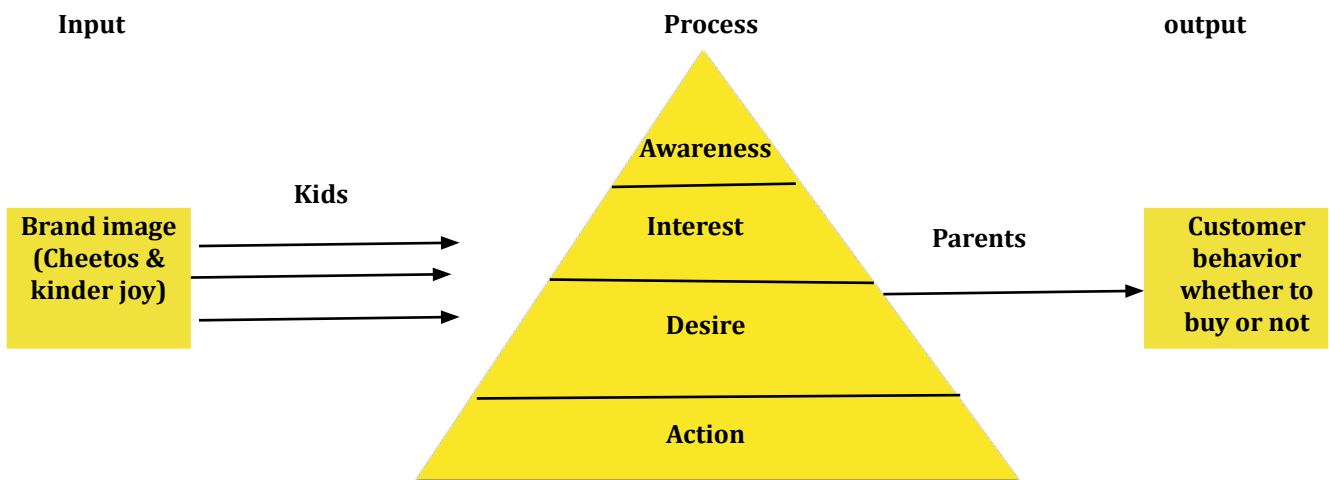 Input
Process
output
Kids
Brand image
(Cheetos &
kinder joy)
Awareness
Interest
Desire
Action
Parents
Customer
behavior
whether to
buy or not